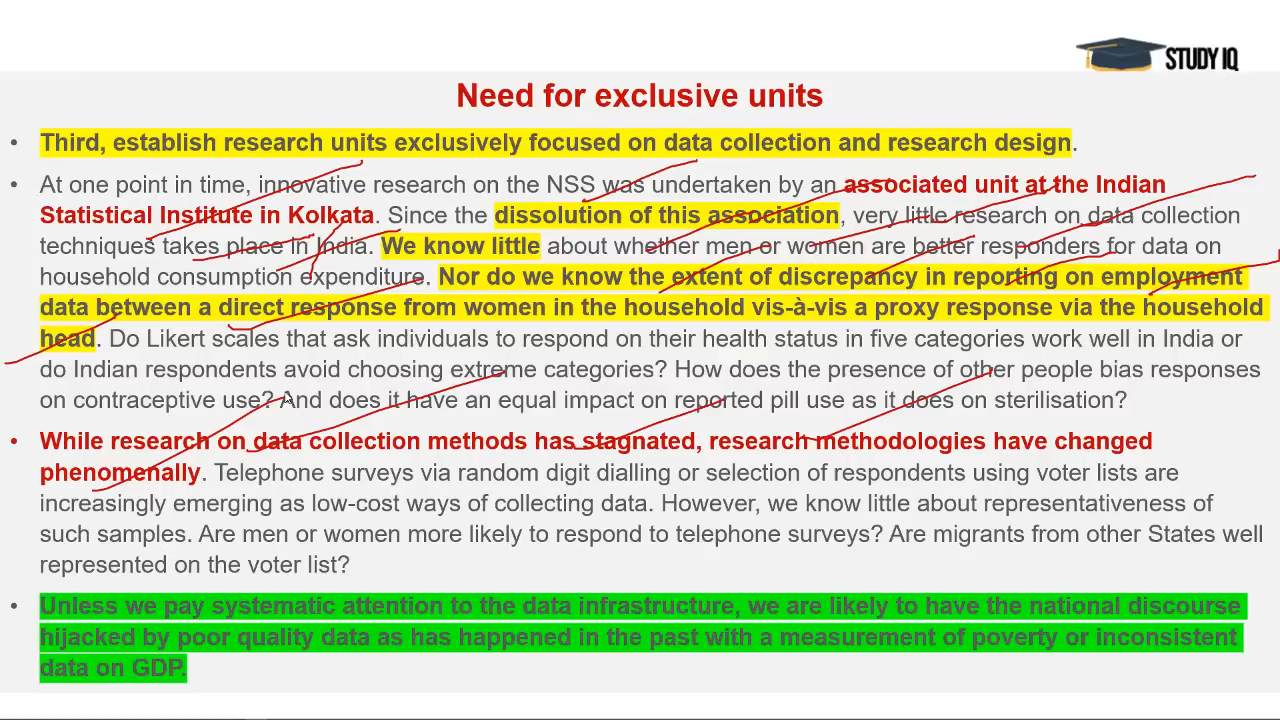 STUDY IQ
Need for exclusive units
• Third, establish research units exclusively focused on data collection and research design.
• At one point in time, innovative research on the NSS was undertaken by an associated unit at the Indian
Statistical Institute in Kolkata. Since the dissolution of this association, very little research on data collection
techniques takes place in India. We know little about whether men or women are better responders for data on
household consumption expenditure. Nor do we know the extent of discrepancy in reporting on employment
data between a direct response from women in the household vis-à-vis a proxy response via the household
head. Do Likert scales that ask individuals to respond on their health status in five categories work well in India or
do Indian respondents avoid choosing extreme categories? How does the presence of other people bias responses
on contraceptive use? And does it have an equal impact on reported pill use as it does on sterilisation?
• While research on data collection methods has stagnated, research methodologies have changed
phenomenally. Telephone surveys via random digit dialling or selection of respondents using voter lists are
increasingly emerging as low-cost ways of collecting data. However, we know little about representativeness of
such samples. Are men or women more likely to respond to telephone surveys? Are migrants from other States well
represented on the voter list?
• Unless we pay systematic attention to the data infrastructure, we are likely to have the national discourse
hijacked by poor quality data as has happened in the past with a measurement of poverty or inconsistent
data on GDP.